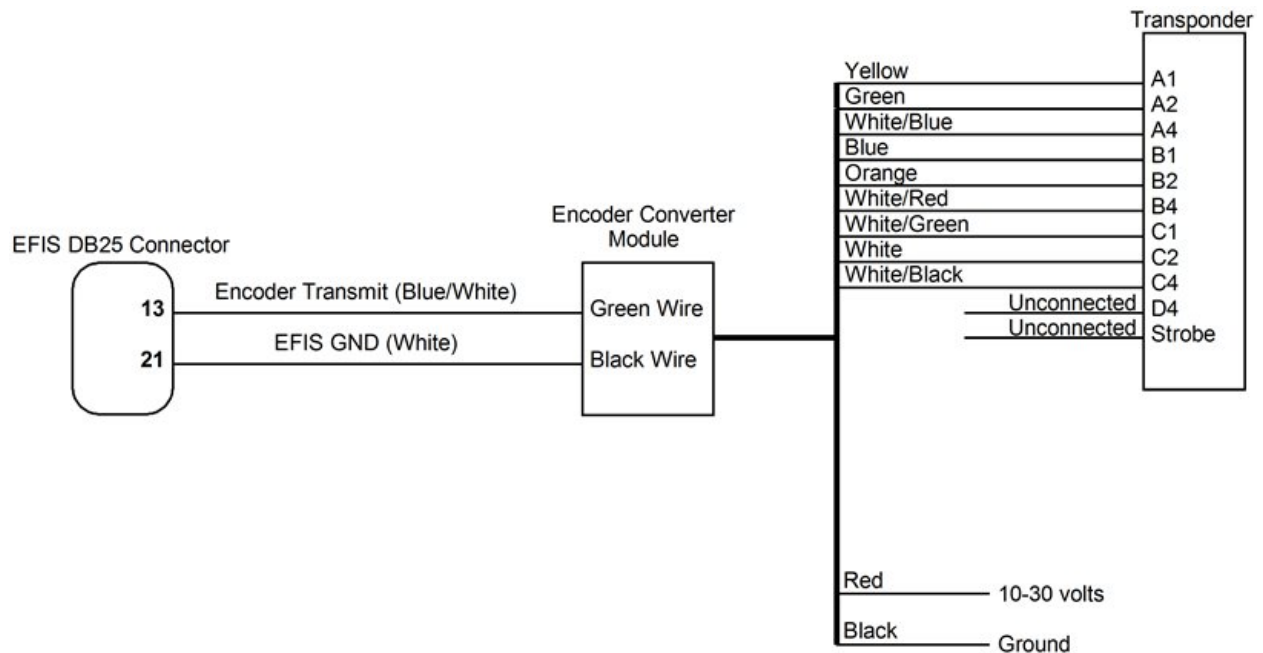 Transponder
Yellow
A1
Green
A2
White/Blue
A4
Blue
B1
Orange
B2
White/Red
B4
White/Green
C1
White
C2
White/Black
C4
Unconnected
D4
Unconnected
Strobe
Encoder Converter
Module
EFIS DB25 Connector
13
Encoder Transmit (Blue/White)
Green Wire
21
EFIS GND (White)
Black Wire
Red
10-30 volts
Black
Ground